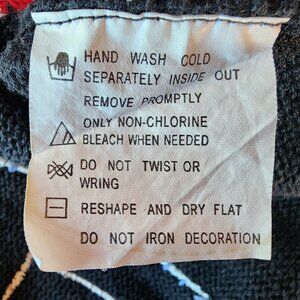 HAND WASH COLD
SEPARATELY INSIDE OUT
REMOVE PROMPTLY
ONLY NON-CHLORINE
BLEACH WHEN NEEDED
DO NOT TWIST OR
WRING
RESHAPE AND DRY FLAT
DO NOT IRON DECORATION